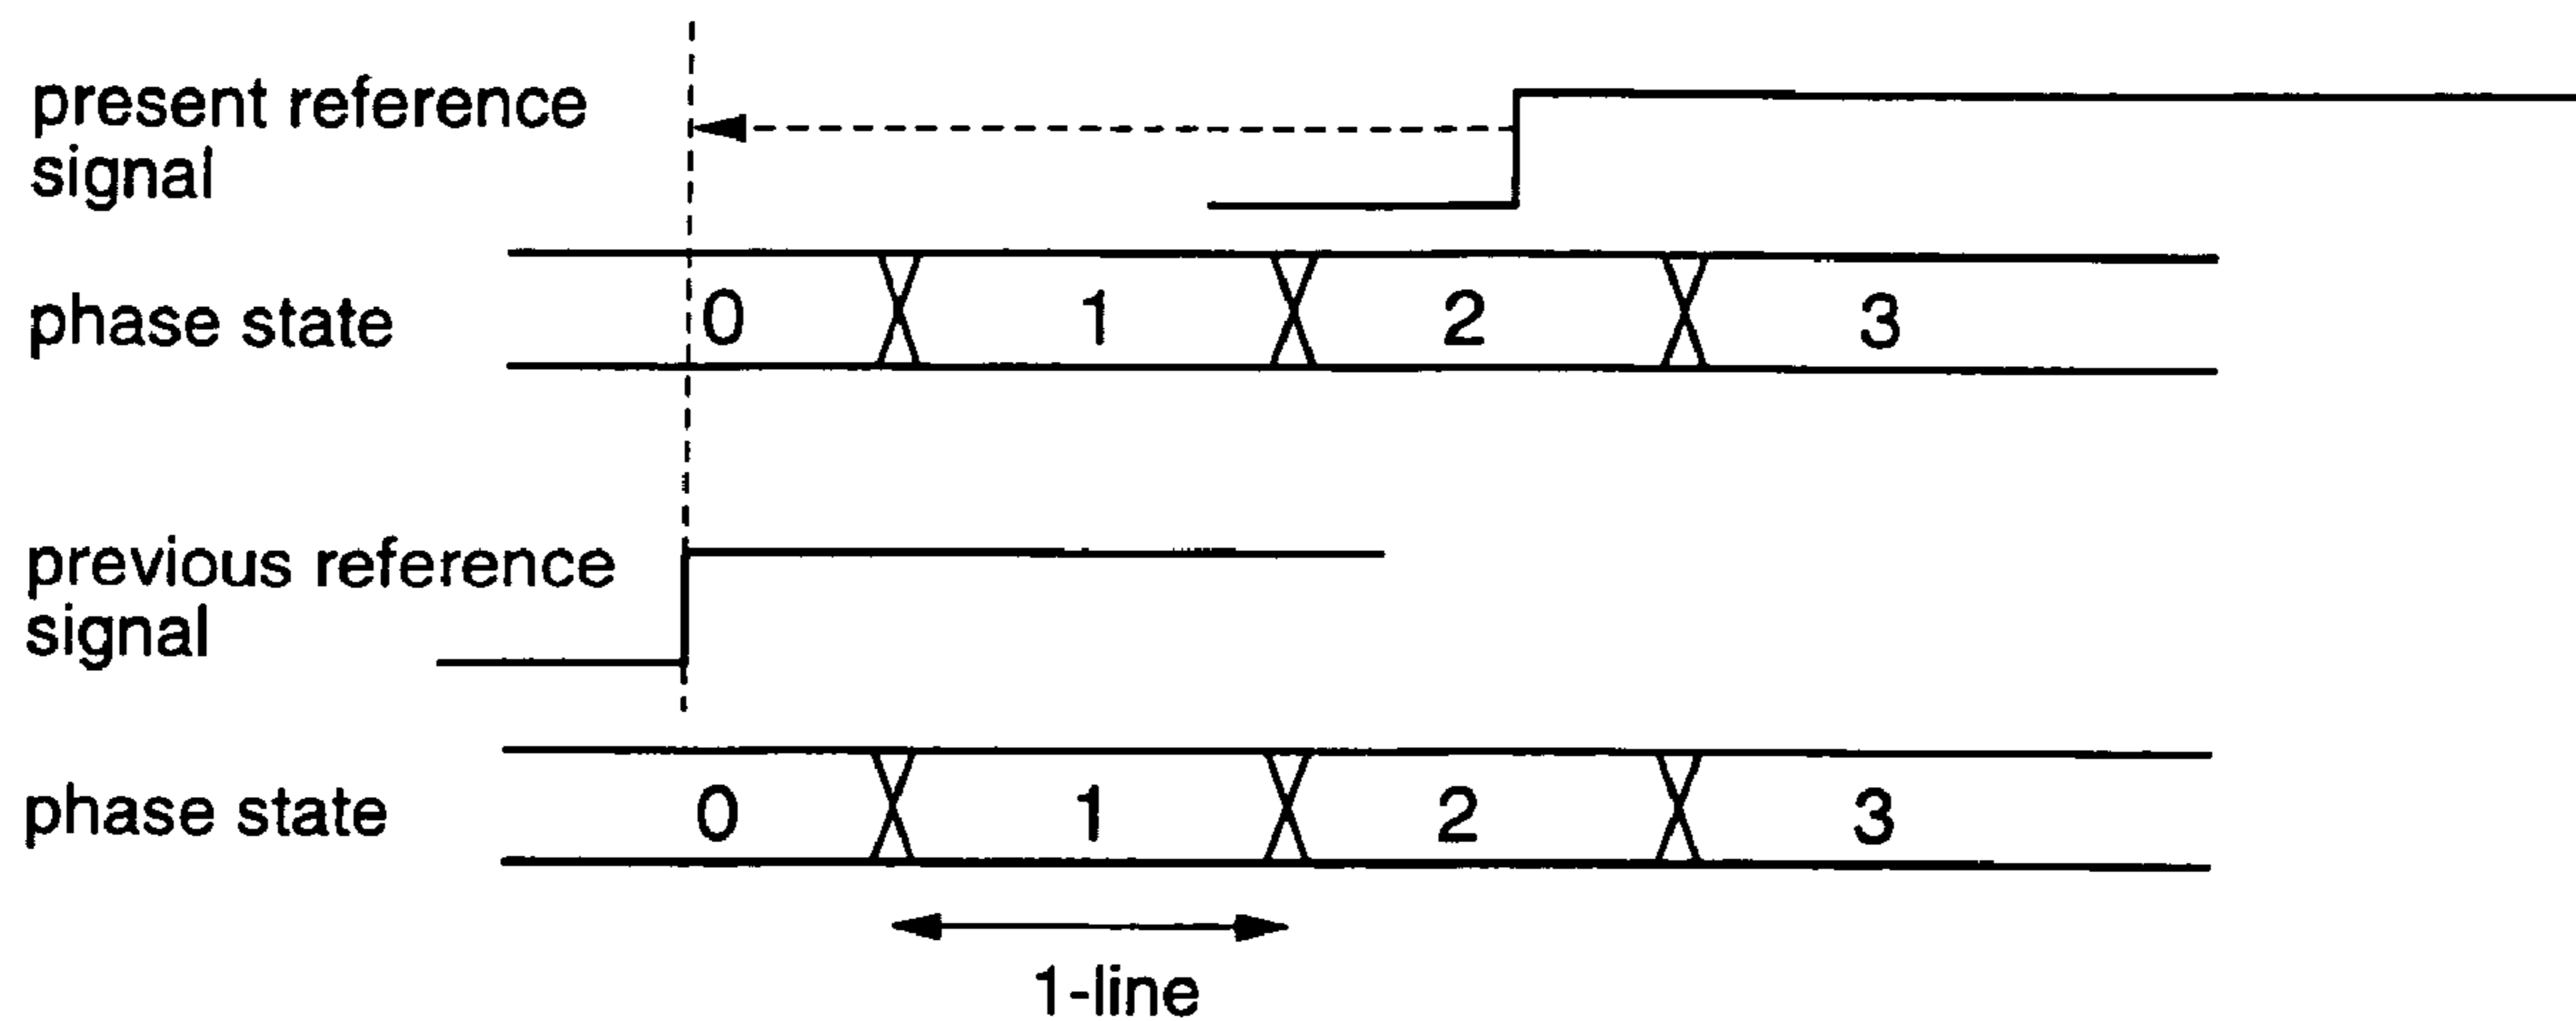 present reference
signal
phase state
0 1 2 3
previous reference
signal
phase state
0 1 2 3
1-line